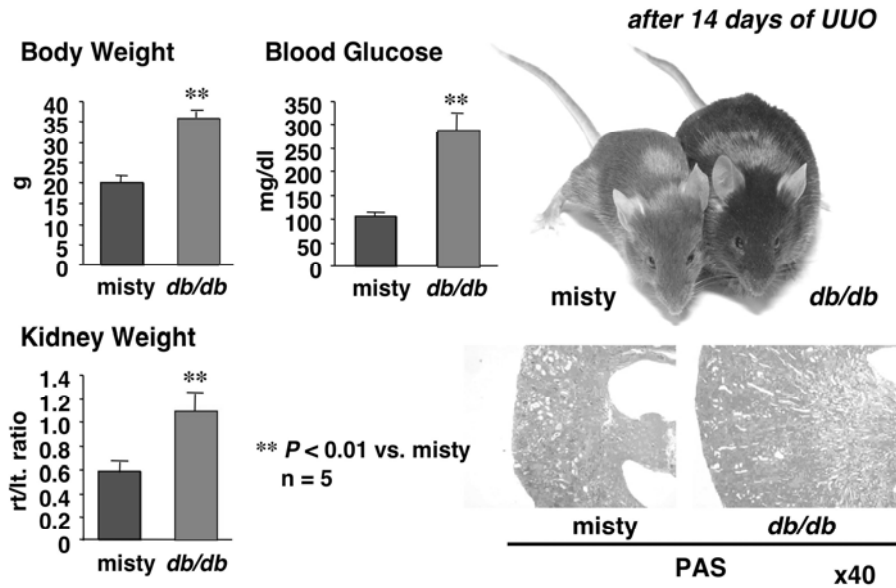 after 14 days of UUO
Body Weight
Blood Glucose
g
40
35
30
25
20
15
10
5
0
**
misty db/db
mg/dl
350
300
250
200
150
100
50
0
**
misty db/db
misty
db/db
Kidney Weight
rt/lt. ratio
1.4
1.2
1.0
0.8
0.6
0.4
0.2
0
**
misty db/db
** P < 0.01 vs. misty
n = 5
misty
db/db
PAS
x40